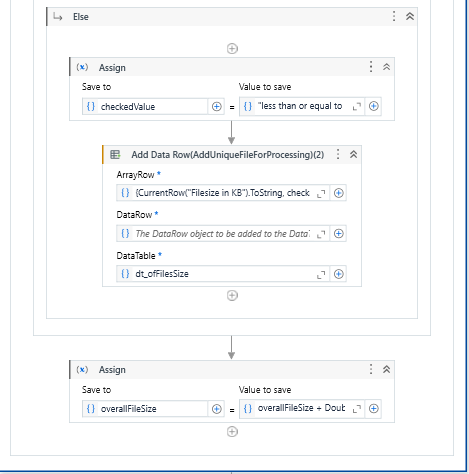 Else
(x) Assign
Save to Value to save
{} checkedValue = {} "less than or equal to
Add Data Row(AddUniqueFileForProcessing)(2)
ArrayRow *
{} {CurrentRow("Filesize in KB").ToString, check
DataRow *
{} The DataRow object to be added to the Data
DataTable *
{} dt_ofFilesSize
(x) Assign
Save to Value to save
{} overallFileSize = {} overallFileSize + Doub